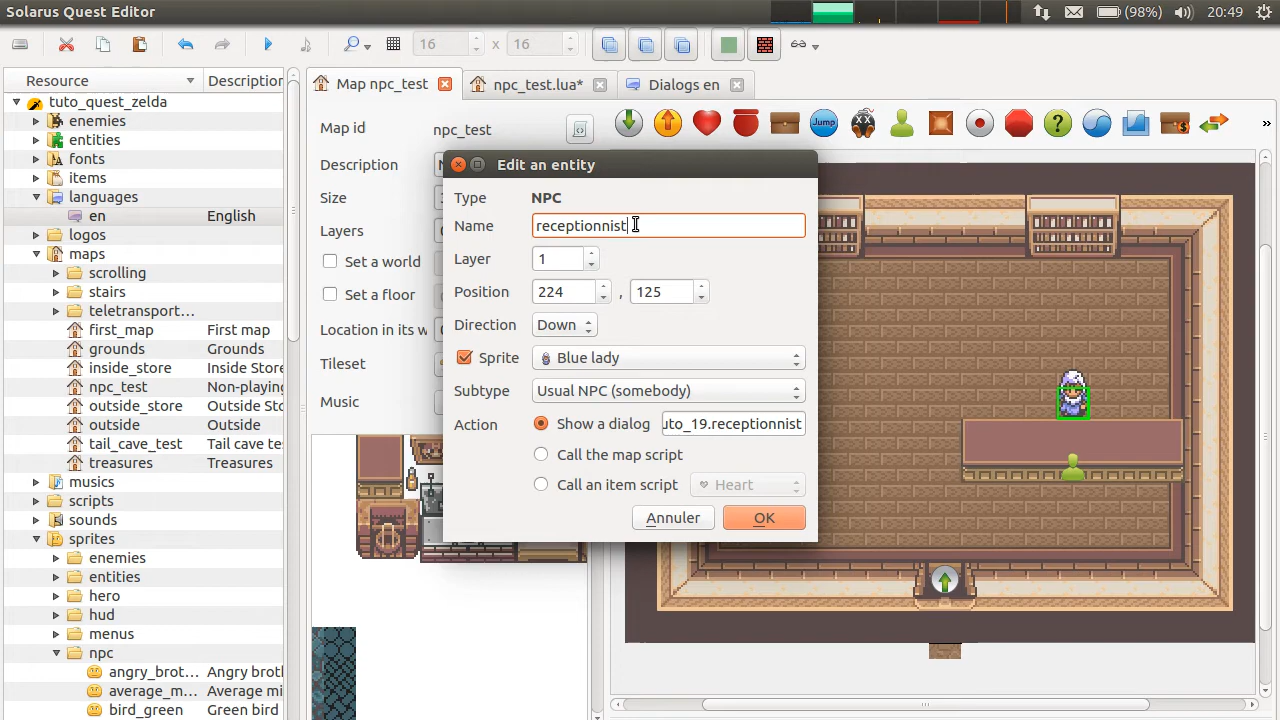 Solarus Quest Editor
(98%)
20:49
16 x 16
Resource
Description
tuto_quest_zelda
enemies
entities
fonts
items
languages
en English
logos
maps
scrolling
stairs
teletransport...
first_map First map
grounds Grounds
inside_store Inside Store
npc_test Non-playing
outside_store Outside St
outside Outside
tail_cave_test Tail cave te
treasures Treasures
musics
scripts
sounds
sprites
enemies
entities
hero
hud
menus
npc
angry_brot... Angry broth
average_m... Average mi
bird_green Green bird
Map npc_test
npc_test.lua*
Dialogs en
Map id npc_test
Description
Size
Layers
Set a world
Set a floor
Location in its w
Tileset
Music
Jump
»
Edit an entity
Type NPC
Name receptionnist
Layer 1
Position 224 , 125
Direction Down
Sprite Blue lady
Subtype Usual NPC (somebody)
Action Show a dialog uto_19.receptionnist
Call the map script
Call an item script Heart
Annuler
OK